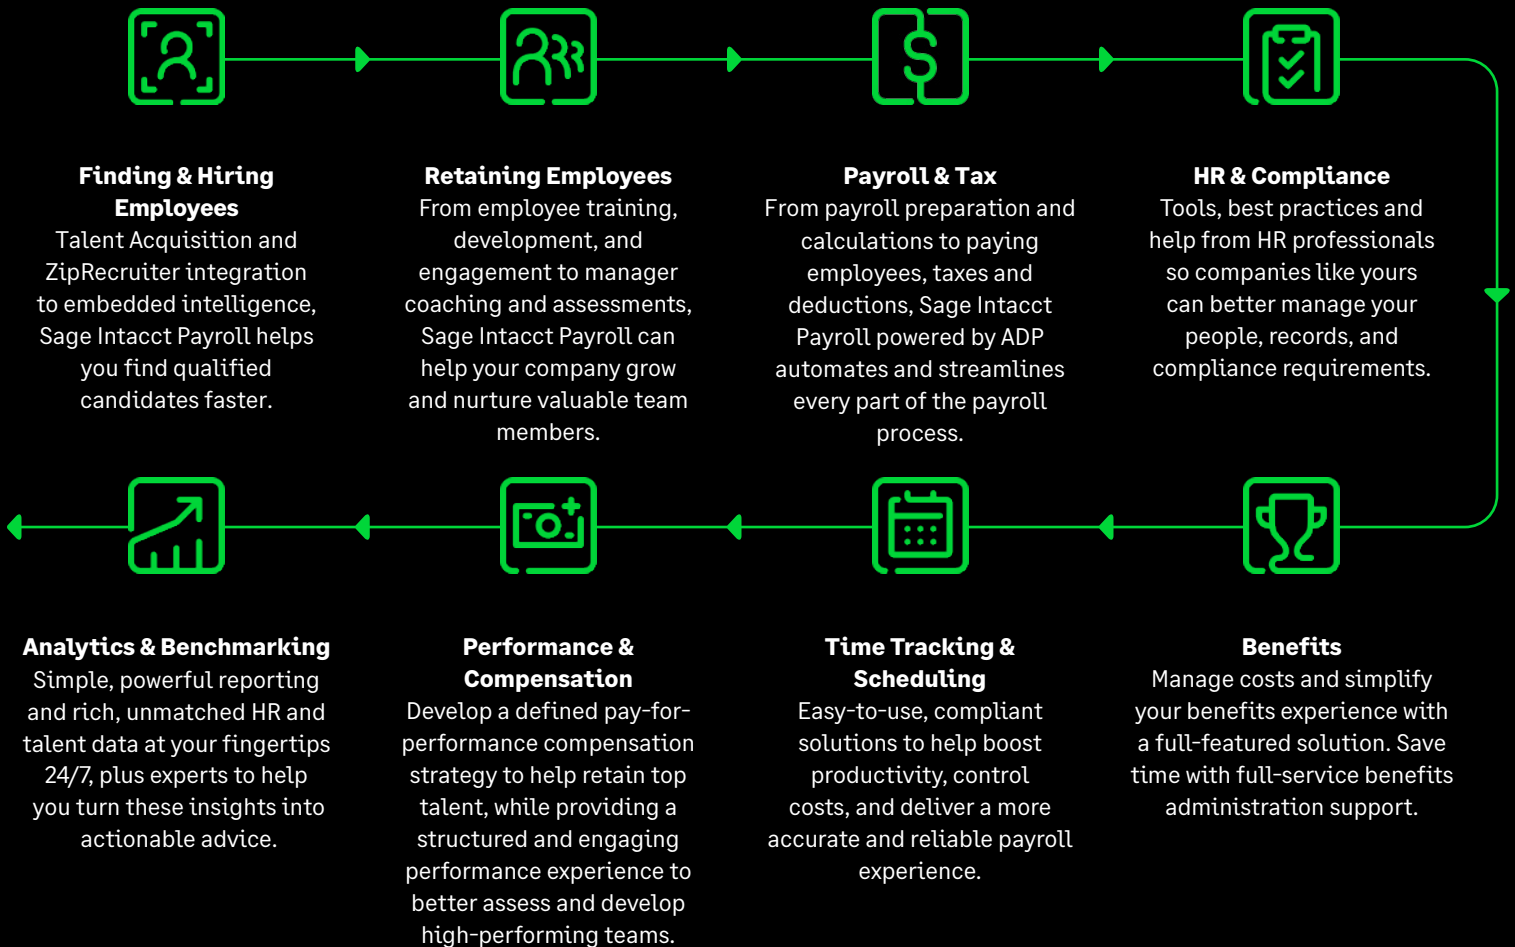 Finding & Hiring
Employees
Talent Acquisition and
ZipRecruiter integration
to embedded intelligence,
Sage Intacct Payroll helps
you find qualified
candidates faster.
Retaining Employees
From employee training,
development, and
engagement to manager
coaching and assessments,
Sage Intacct Payroll can
help your company grow
and nurture valuable team
members.
Payroll & Tax
From payroll preparation and
calculations to paying
employees, taxes and
deductions, Sage Intacct
Payroll powered by ADP
automates and streamlines
every part of the payroll
process.
HR & Compliance
Tools, best practices and
help from HR professionals
so companies like yours
can better manage your
people, records, and
compliance requirements.
Benefits
Manage costs and simplify
your benefits experience with
a full-featured solution. Save
time with full-service benefits
administration support.
Time Tracking &
Scheduling
Easy-to-use, compliant
solutions to help boost
productivity, control
costs, and deliver a more
accurate and reliable payroll
experience.
Performance &
Compensation
Develop a defined pay-for-
performance compensation
strategy to help retain top
talent, while providing a
structured and engaging
performance experience to
better assess and develop
high-performing teams.
Analytics & Benchmarking
Simple, powerful reporting
and rich, unmatched HR and
talent data at your fingertips
24/7, plus experts to help
you turn these insights into
actionable advice.